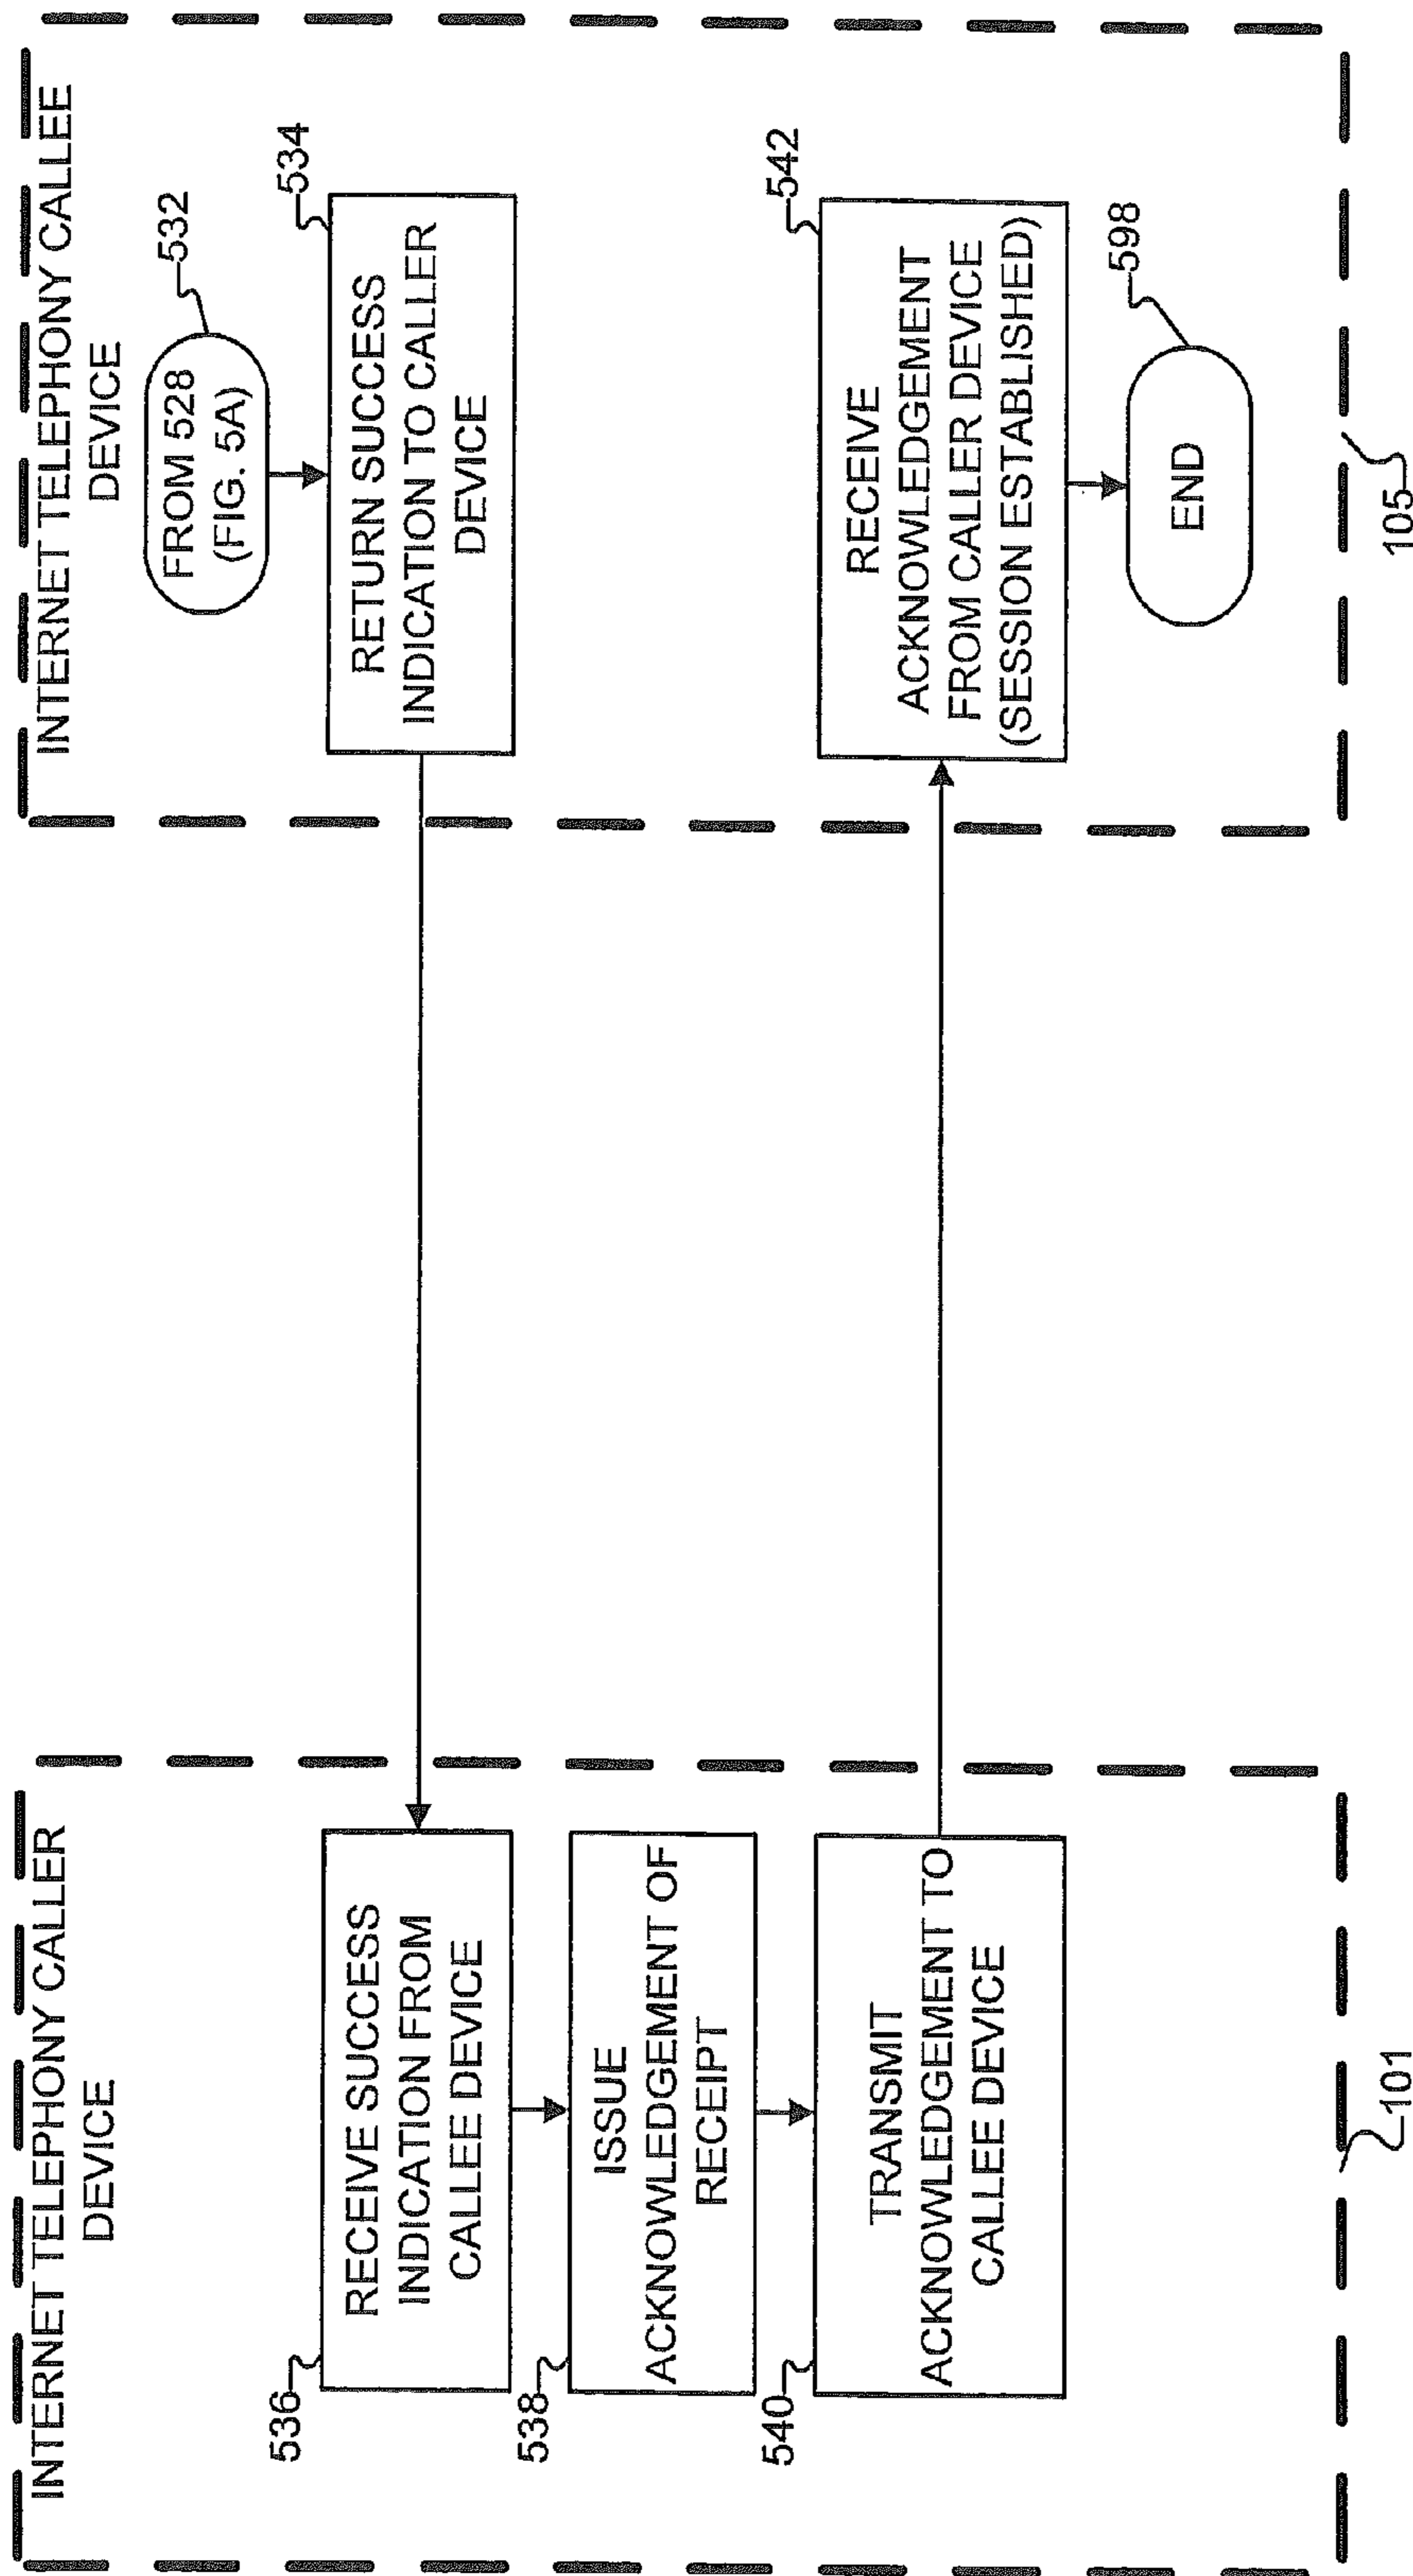 INTERNET TELEPHONY CALLER
DEVICE
536
RECEIVE SUCCESS
INDICATION FROM
CALLEE DEVICE
538
ISSUE
ACKNOWLEDGEMENT OF
RECEIPT
540
TRANSMIT
ACKNOWLEDGEMENT TO
CALLEE DEVICE
101
INTERNET TELEPHONY CALLEE
DEVICE
532
FROM 528
(FIG. 5A)
534
RETURN SUCCESS
INDICATION TO CALLER
DEVICE
542
RECEIVE
ACKNOWLEDGMENT
FROM CALLER DEVICE
(SESSION ESTABLISHED)
598
END
105